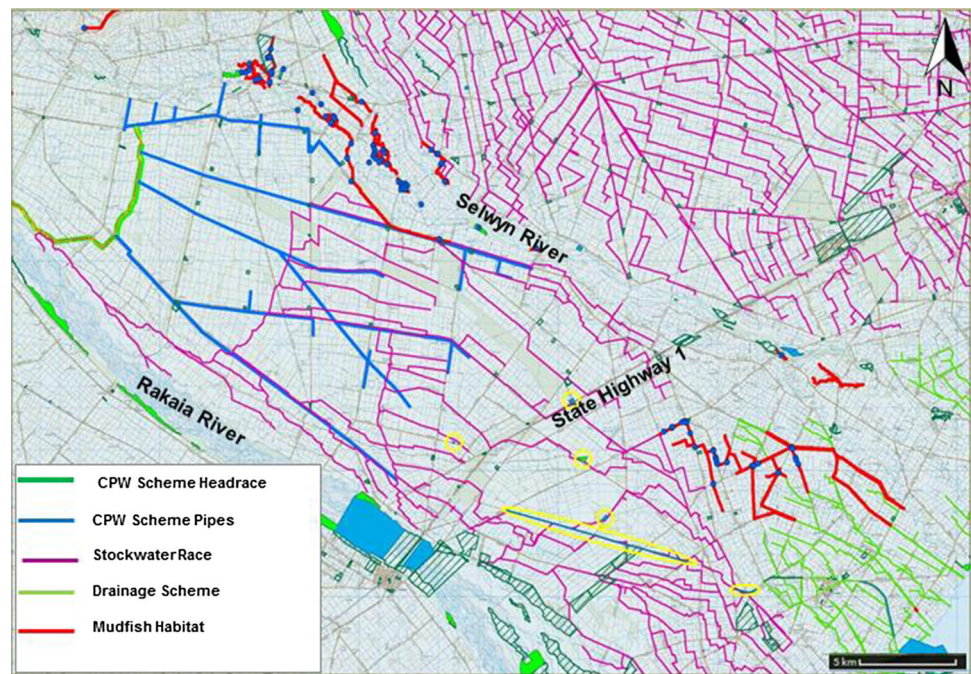 N
Selwyn River
State Highway 1
Rakaia River
CPW Scheme Headrace
CPW Scheme Pipes
Stockwater Race
Drainage Scheme
Mudfish Habitat
5 km